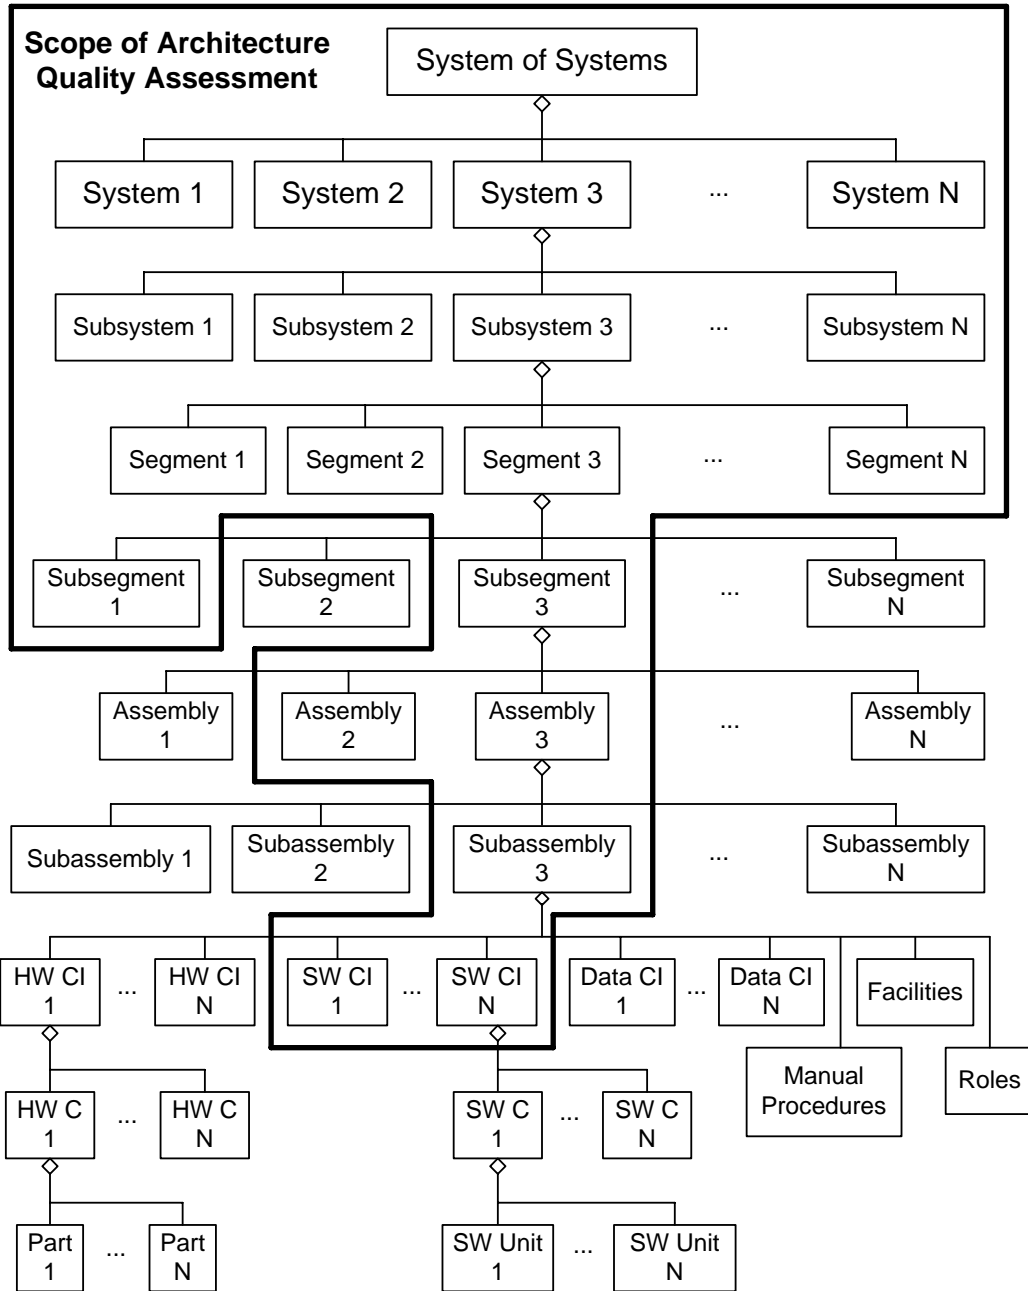 Scope of Architecture
Quality Assessment
System of Systems
System 1
System 2
System 3
...
System N
Subsystem 1
Subsystem 2
Subsystem 3
...
Subsystem N
Segment 1
Segment 2
Segment 3
...
Segment N
Subsegment
1
Subsegment
2
Subsegment
3
...
Subsegment
N
Assembly
1
Assembly
2
Assembly
3
...
Assembly
N
Subassembly 1
Subassembly
2
Subassembly
3
...
Subassembly
N
HW CI
1
...
HW CI
N
SW CI
1
...
SW CI
N
Data CI
1
...
Data CI
N
Facilities
Manual
Procedures
Roles
HW C
1
...
HW C
N
SW C
1
...
SW C
N
Part
1
...
Part
N
SW Unit
1
...
SW Unit
N